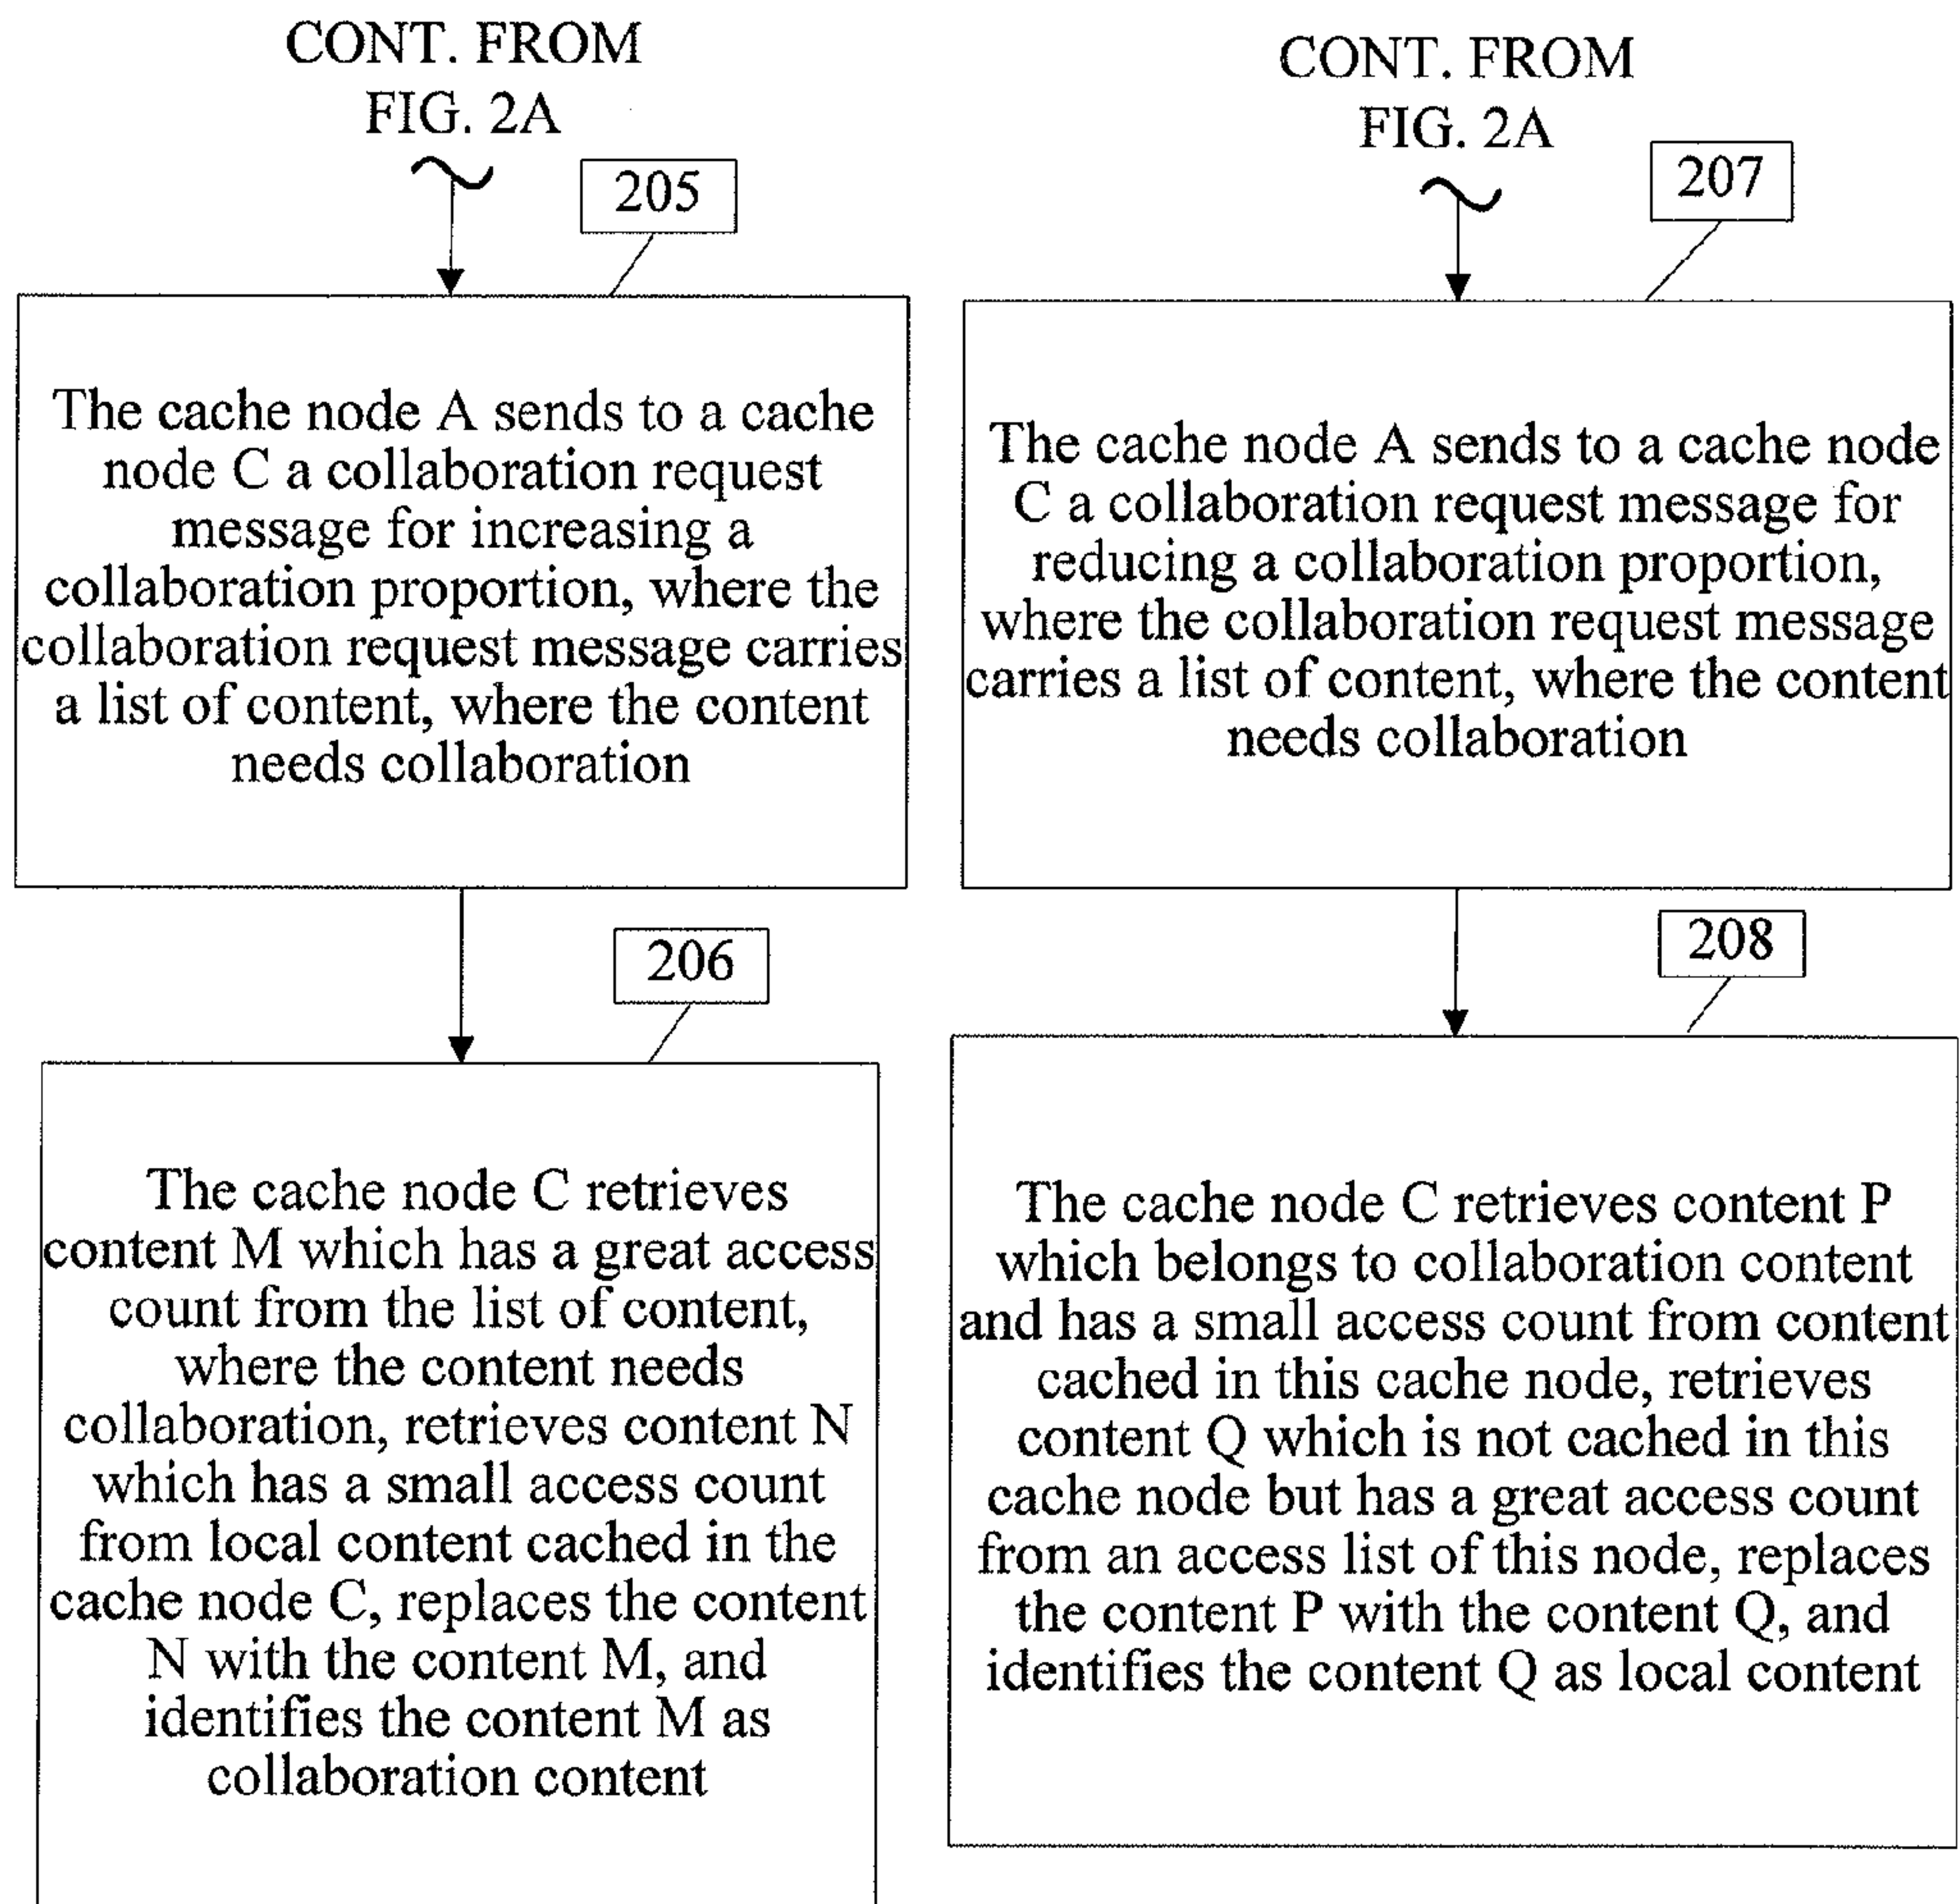 CONT. FROM
FIG. 2A
205
The cache node A sends to a cache
node C a collaboration request
message for increasing a
collaboration proportion, where the
collaboration request message carries
a list of content, where the content
needs collaboration
206
The cache node C retrieves
content M which has a great access
count from the list of content,
where the content needs
collaboration, retrieves content N
which has a small access count
from local content cached in the
cache node C, replaces the content
N with the content M, and
identifies the content M as
collaboration content
CONT. FROM
FIG. 2A
207
The cache node A sends to a cache node
C a collaboration request message for
reducing a collaboration proportion,
where the collaboration request message
carries a list of content, where the content
needs collaboration
208
The cache node C retrieves content P
which belongs to collaboration content
and has a small access count from content
cached in this cache node, retrieves
content Q which is not cached in this
cache node but has a great access count
from an access list of this node, replaces
the content P with the content Q, and
identifies the content Q as local content